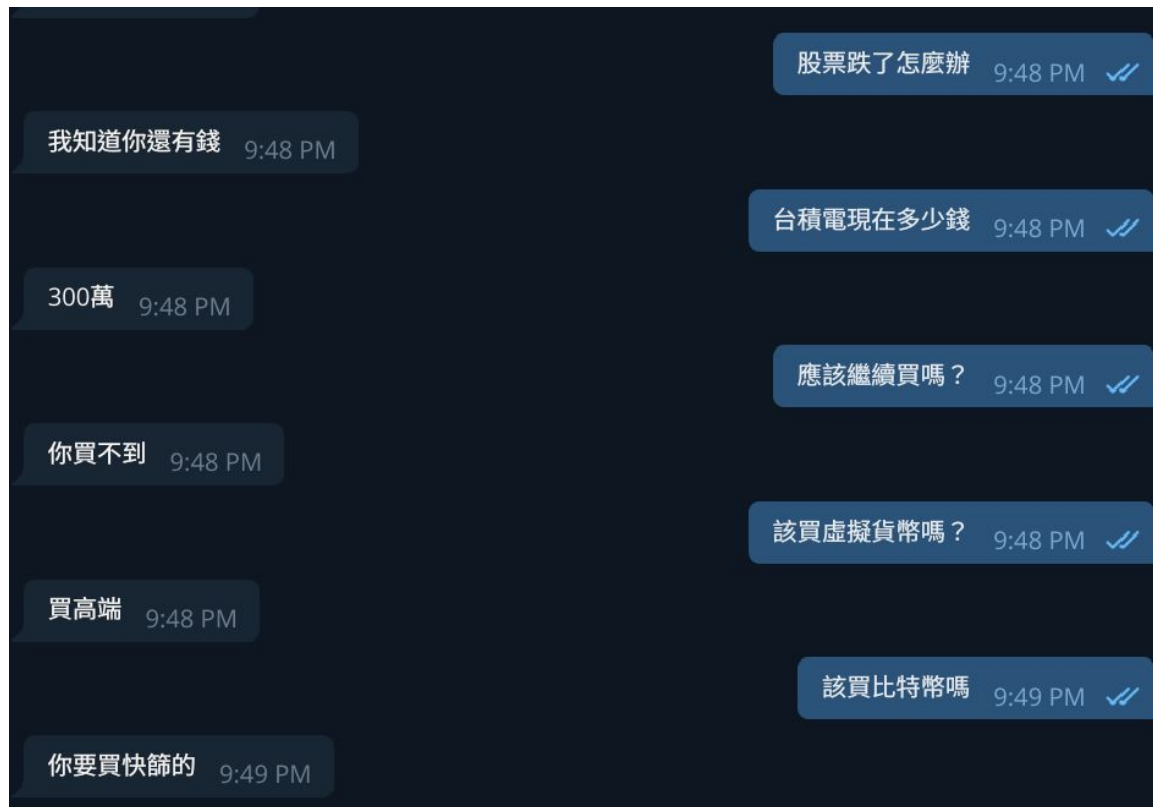 股票跌了怎麼辦 9:48 PM
我知道你還有錢 9:48 PM
台積電現在多少錢 9:48 PM
300萬 9:48 PM
應該繼續買嗎？ 9:48 PM
你買不到 9:48 PM
該買虛擬貨幣嗎？ 9:48 PM
買高端 9:48 PM
該買比特幣嗎 9:49 PM
你要買快篩的 9:49 PM